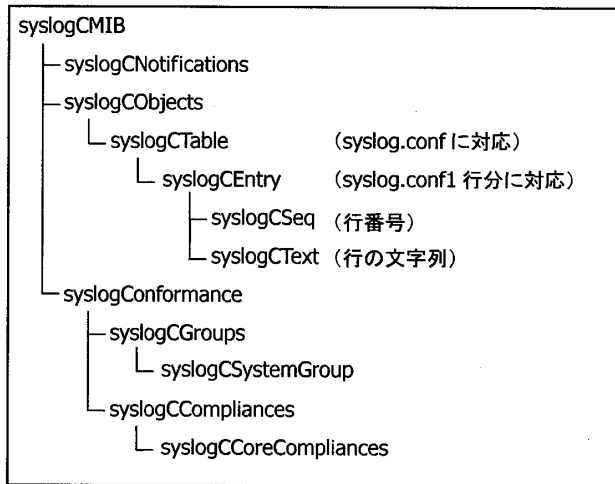 syslogCMIB
syslogCNotifications
syslogCObjects
syslogCTable (syslog.conf に対応)
syslogCEntry (syslog.conf1 行分に対応)
syslogCSeq (行番号)
syslogCText (行の文字列)
syslogConformance
syslogCGroups
syslogCSystemGroup
syslogCCompliances
syslogCCoreCompliances